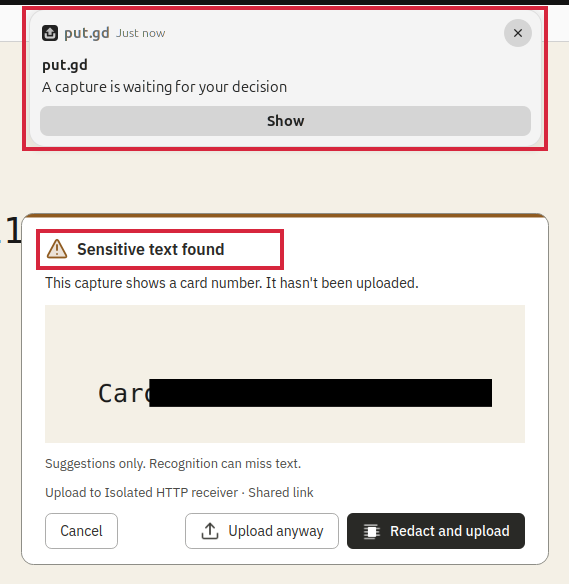 put.gd Just now
put.gd
A capture is waiting for your decision
Show
Sensitive text found
This capture shows a card number. It hasn't been uploaded.
Suggestions only. Recognition can miss text.
Upload to Isolated HTTP receiver · Shared link
Cancel
Upload anyway
Redact and upload